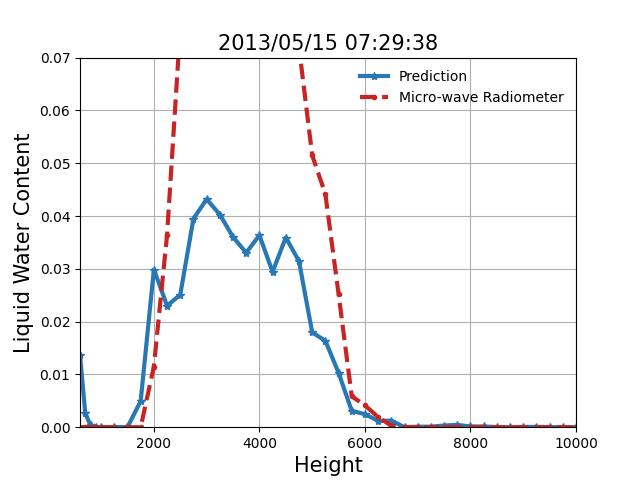 2013/05/15 07:29:38
0.07
0.06
0.05
0.04
0.03
0.02
0.01
0.00
Liquid Water Content
Prediction
Micro-wave Radiometer
2000 4000 6000 8000 10000
Height